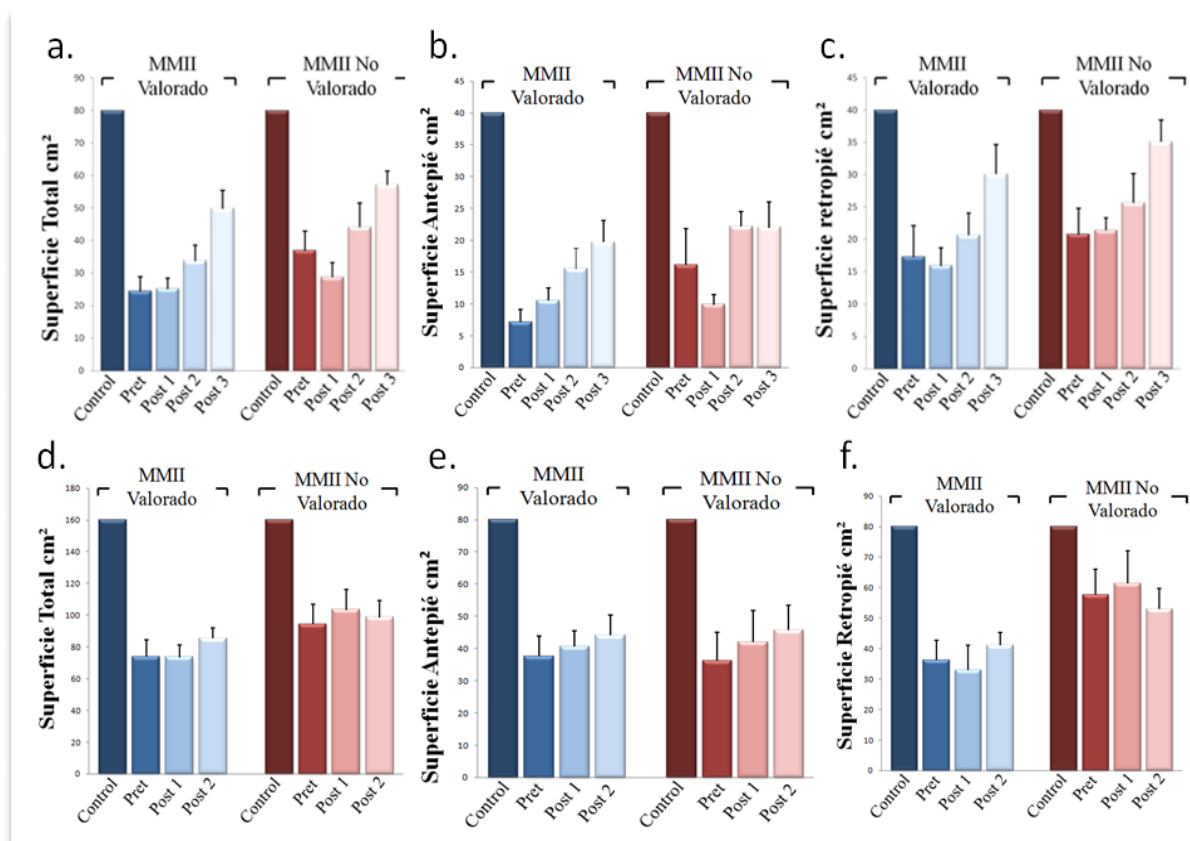 a.
MMII
Valorado
MMII No
Valorado
Superficie Total cm²
90
80
70
60
50
40
30
20
10
0
Control
Pret
Post 1
Post 2
Post 3
Control
Pret
Post 1
Post 2
Post 3
b.
MMII
Valorado
MMII No
Valorado
Superficie Antepié cm²
45
40
35
30
25
20
15
10
5
0
Control
Pret
Post 1
Post 2
Post 3
Control
Pret
Post 1
Post 2
Post 3
c.
MMII
Valorado
MMII No
Valorado
Superficie retropié cm²
45
40
35
30
25
20
15
10
5
0
Control
Pret
Post 1
Post 2
Post 3
Control
Pret
Post 1
Post 2
Post 3
d.
MMII
Valorado
MMII No
Valorado
Superficie Total cm²
180
160
140
120
100
80
60
40
20
0
Control
Pret
Post 1
Post 2
Control
Pret
Post 1
Post 2
e.
MMII
Valorado
MMII No
Valorado
Superficie Antepié cm²
90
80
70
60
50
40
30
20
10
0
Control
Pret
Post 1
Post 2
Control
Pret
Post 1
Post 2
f.
MMII
Valorado
MMII No
Valorado
Superficie Retropié cm²
90
80
70
60
50
40
30
20
10
0
Control
Pret
Post 1
Post 2
Control
Pret
Post 1
Post 2